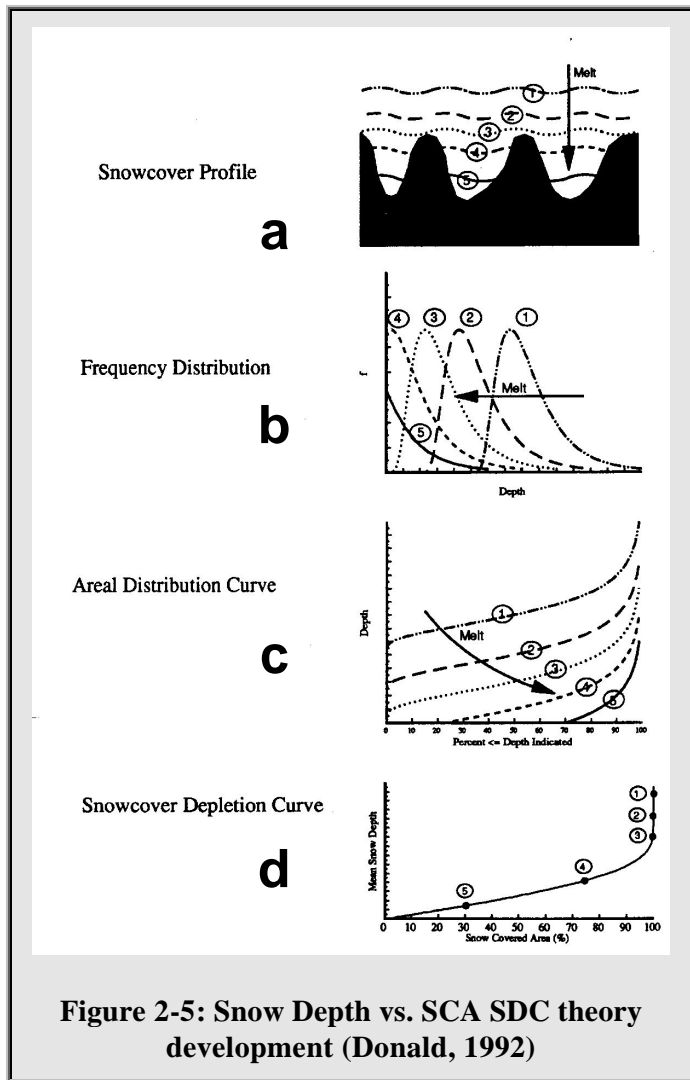 Melt
1
2
3
4
5
Snowcover Profile
a
4
3
2
1
Melt
f
5
Frequency Distribution
b
Depth
Areal Distribution Curve
c
Depth
1
Melt
2
3
4
5
0 10 20 30 40 50 60 70 80 90 100
Percent <= Depth Indicated
Snowcover Depletion Curve
d
Mean Snow Depth
1
2
3
4
5
0 10 20 30 40 50 60 70 80 90 100
Snow Covered Area (%)
Figure 2-5: Snow Depth vs. SCA SDC theory
development (Donald, 1992)